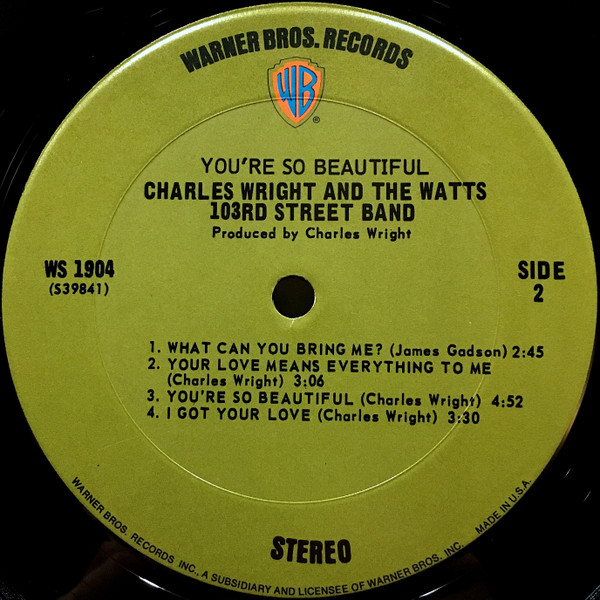 WARNER BROS. RECORDS
WB
®
YOU'RE SO BEAUTIFUL
CHARLES WRIGHT AND THE WATTS
103RD STREET BAND
Produced by Charles Wright
WS 1904
(S39841)
SIDE
2
1. WHAT CAN YOU BRING ME? (James Gadson) 2:45
2. YOUR LOVE MEANS EVERYTHING TO ME
(Charles Wright) 3:06
3. YOU'RE SO BEAUTIFUL (Charles Wright) 4:52
4. I GOT YOUR LOVE (Charles Wright) 3:30
STEREO
WARNER BROS. RECORDS INC., A SUBSIDIARY AND LICENSEE OF WARNER BROS. INC. MADE IN U.S.A.